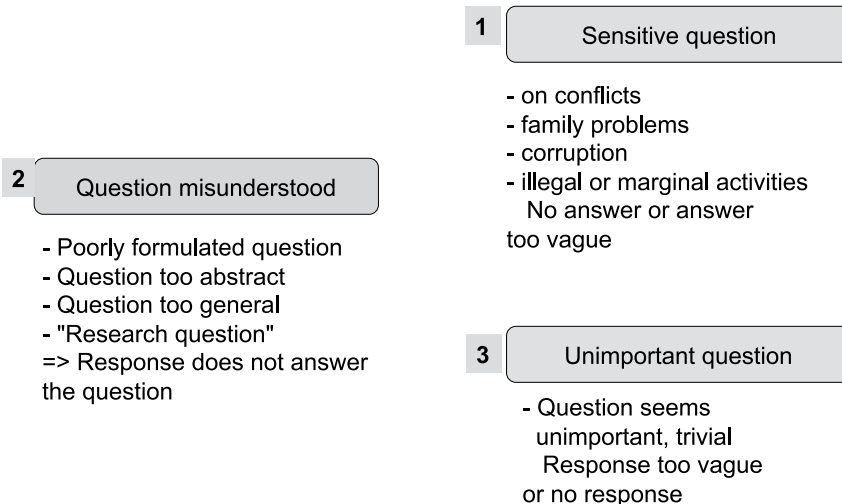 1
Sensitive question
- on conflicts
- family problems
- corruption
- illegal or marginal activities
No answer or answer
too vague
2
Question misunderstood
- Poorly formulated question
- Question too abstract
- Question too general
- "Research question"
=> Response does not answer
the question
3
Unimportant question
- Question seems
unimportant, trivial
Response too vague
or no response